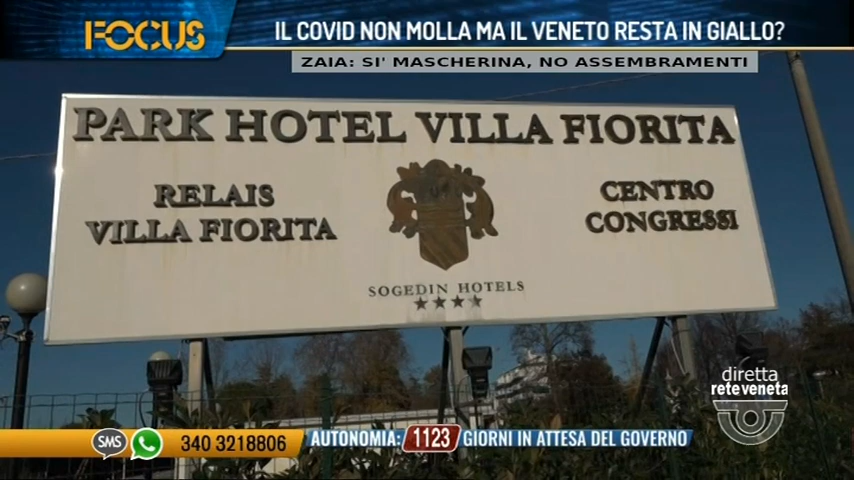 FOCUS
IL COVID NON MOLLA MA IL VENETO RESTA IN GIALLO?
ZAIA: SI' MASCHERINA, NO ASSEMBRAMENTI
PARK HOTEL VILLA FIORITA
RELAIS
VILLA FIORITA
CENTRO
CONGRESSI
SOGEDIN HOTELS
diretta
reteveneta
SMS 340 3218806
AUTONOMIA: 1123 GIORNI IN ATTESA DEL GOVERNO